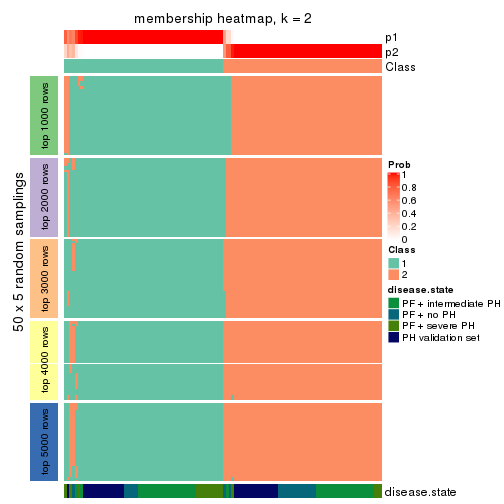 membership heatmap, k = 2
p1
p2
Class
50 x 5 random samplings
top 1000 rows
top 2000 rows
top 3000 rows
top 4000 rows
top 5000 rows
Prob
1
0.8
0.6
0.4
0.2
0
Class
1
2
disease.state
PF + intermediate PH
PF + no PH
PF + severe PH
PH validation set
disease.state